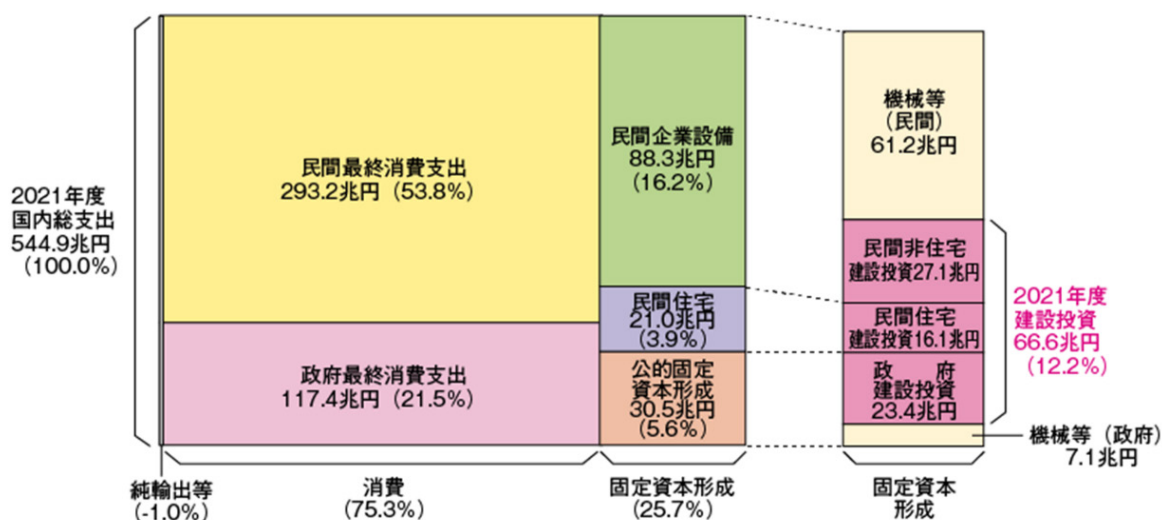 2021年度
国内総支出
544.9兆円
(100.0%)
民間最終消費支出
293.2兆円（53.8%）
政府最終消費支出
117.4兆円（21.5%）
民間企業設備
88.3兆円
(16.2%)
民間住宅
21.0兆円
(3.9%)
公的固定
資本形成
30.5兆円
(5.6%)
機械等
（民間）
61.2兆円
民間非住宅
建設投資27.1兆円
民間住宅
建設投資16.1兆円
政　府
建設投資
23.4兆円
2021年度
建設投資
66.6兆円
(12.2%)
機械等（政府）
7.1兆円
純輸出等
(-1.0%)
消費
(75.3%)
固定資本形成
(25.7%)
固定資本
形成